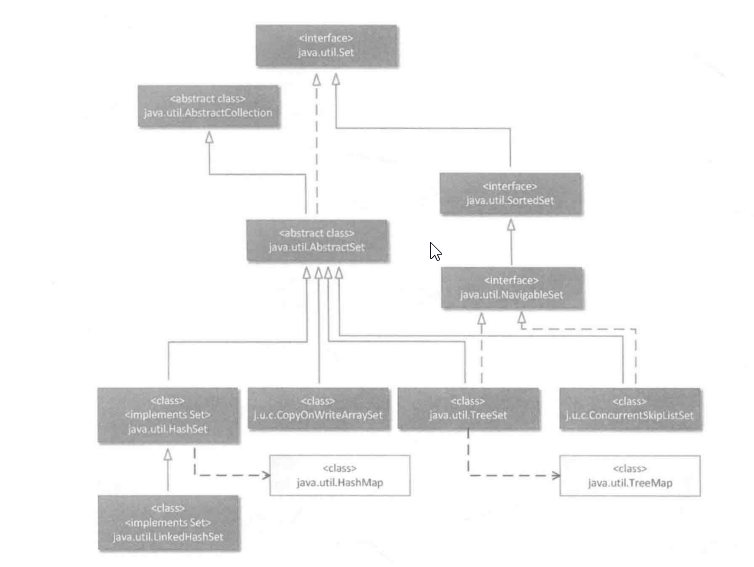 <interface>
java.util.Set
<abstract class>
java.util.AbstractCollection
<interface>
java.util.SortedSet
<abstract class>
java.util.AbstractSet
<interface>
java.util.NavigableSet
<class>
<implements Set>
java.util.HashSet
<class>
j.u.c.CopyOnWriteArraySet
<class>
java.util.TreeSet
<class>
j.u.c.ConcurrentSkipListSet
<class>
java.util.HashMap
<class>
java.util.TreeMap
<class>
<implements Set>
java.util.LinkedHashSet